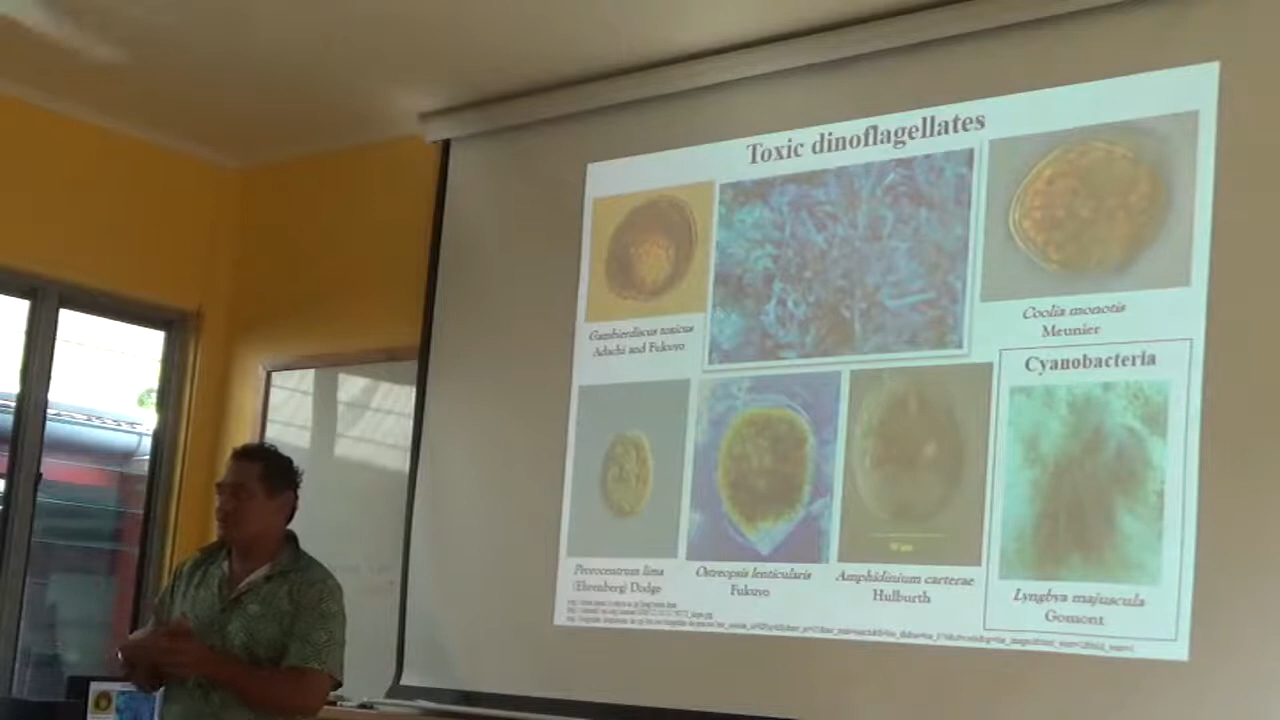 Toxic dinoflagellates
Gambierdiscus toxicus
Adachi and Fukuyo
Coolia monotis
Meunier
Cyanobacteria
Prorocentrum lima
(Ehrenberg) Dodge
Ostreopsis lenticularis
Fukuyo
Amphidinium carterae
Hulburth
Lyngbya majuscula
Gomont